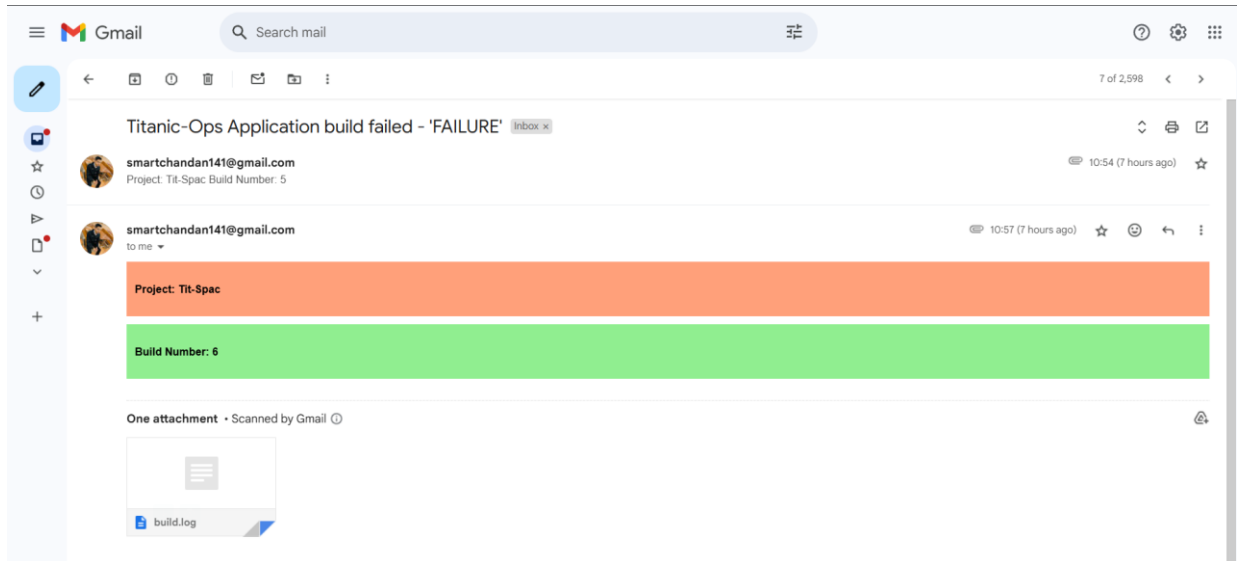 Gmail
Search mail
7 of 2,598
Titanic-Ops Application build failed - 'FAILURE' Inbox ×
smartchandan141@gmail.com
10:54 (7 hours ago)
Project: Tit-Spac Build Number: 5
smartchandan141@gmail.com
10:57 (7 hours ago)
to me
Project: Tit-Spac
Build Number: 6
One attachment • Scanned by Gmail
build.log